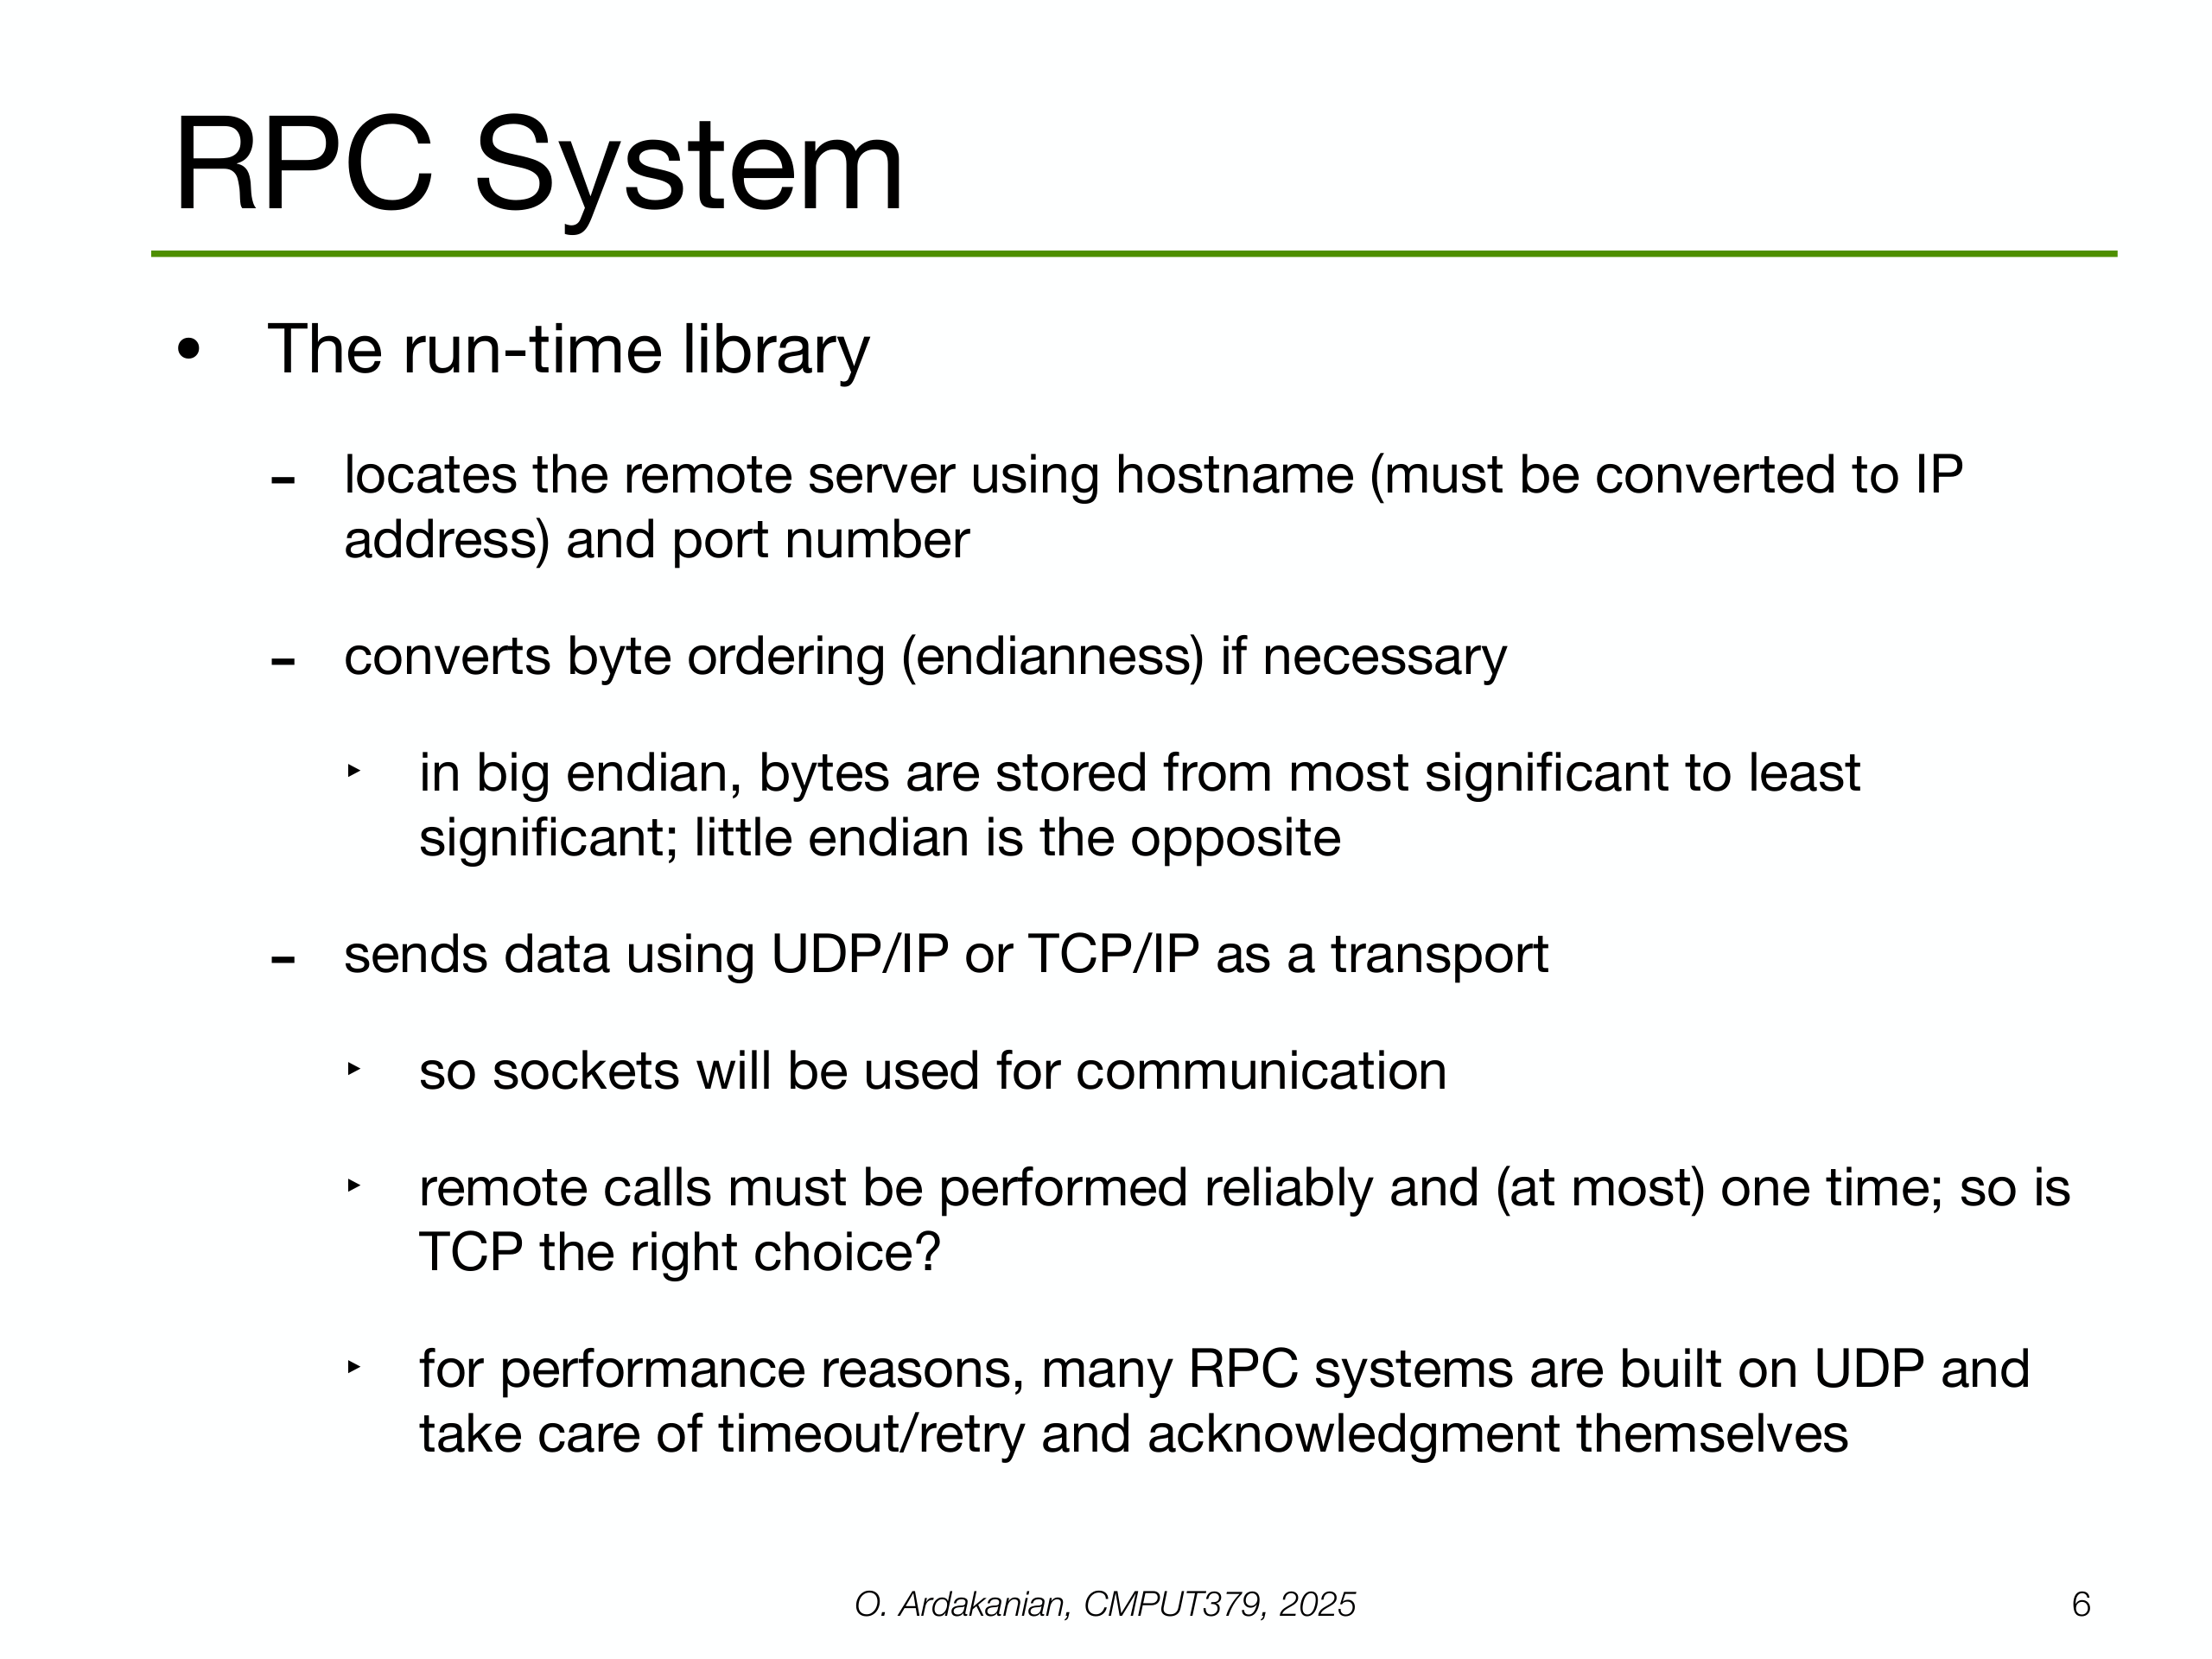 RPC System
• The run-time library
- locates the remote server using hostname (must be converted to IP
address) and port number
- converts byte ordering (endianness) if necessary
‣ in big endian, bytes are stored from most significant to least
significant; little endian is the opposite
- sends data using UDP/IP or TCP/IP as a transport
‣ so sockets will be used for communication
‣ remote calls must be performed reliably and (at most) one time; so is
TCP the right choice?
‣ for performance reasons, many RPC systems are built on UDP and
take care of timeout/retry and acknowledgment themselves
O. Ardakanian, CMPUT379, 2025
6